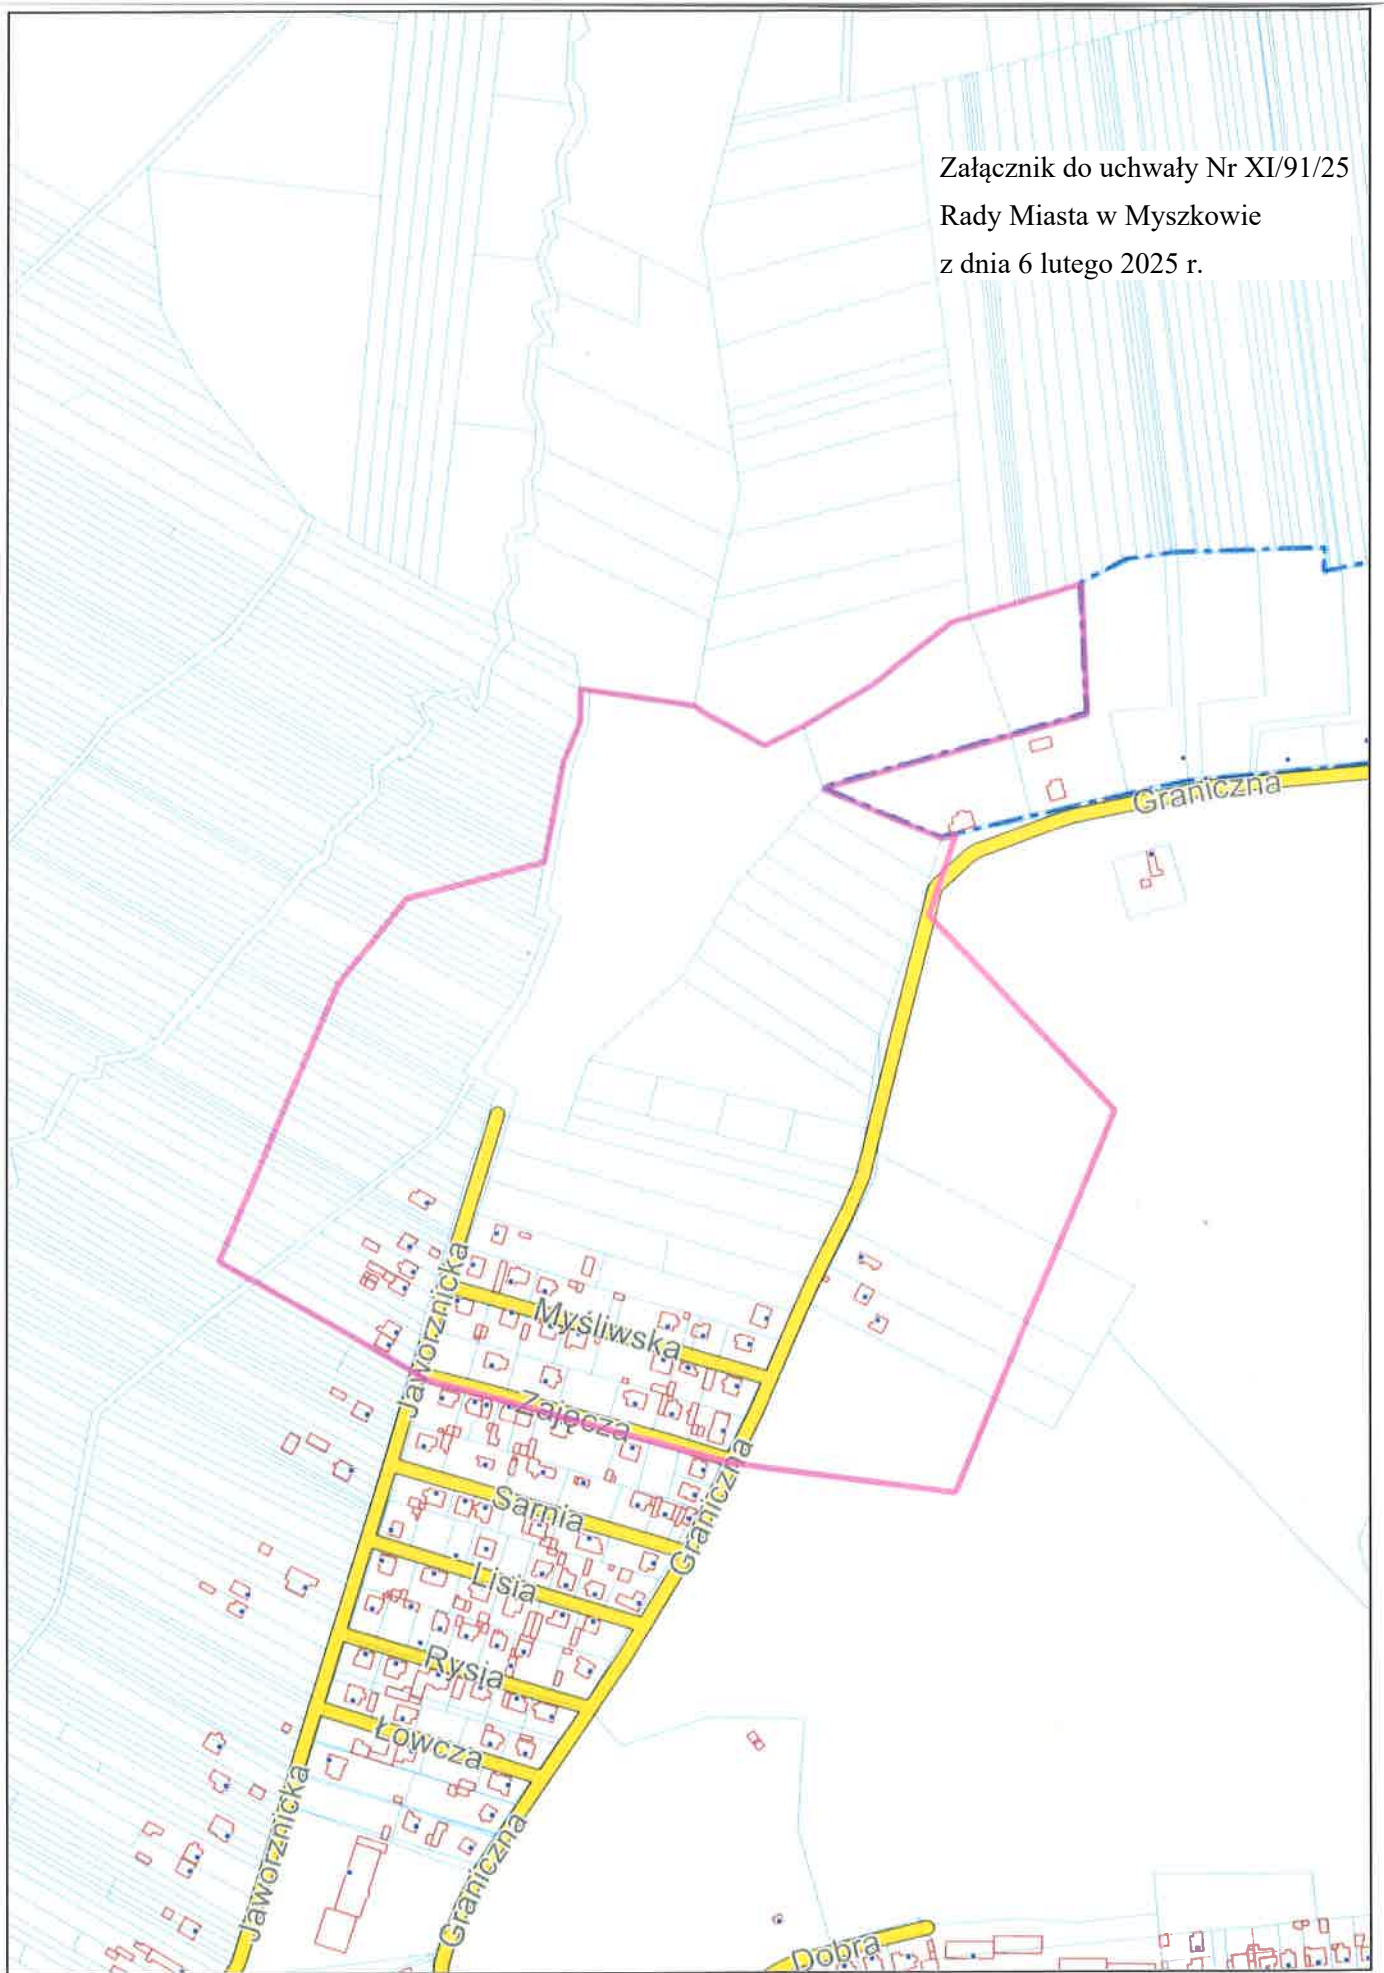 Załącznik do uchwały Nr XI/91/25
Rady Miasta w Myszkowie
z dnia 6 lutego 2025 r.
Graniczna
Jaworznicka
Myśliwska
Jaworznicka
Zajęcza
Graniczna
Sarnia
Lisia
Rysia
Łowcza
Jaworznicka
Graniczna
Dobra